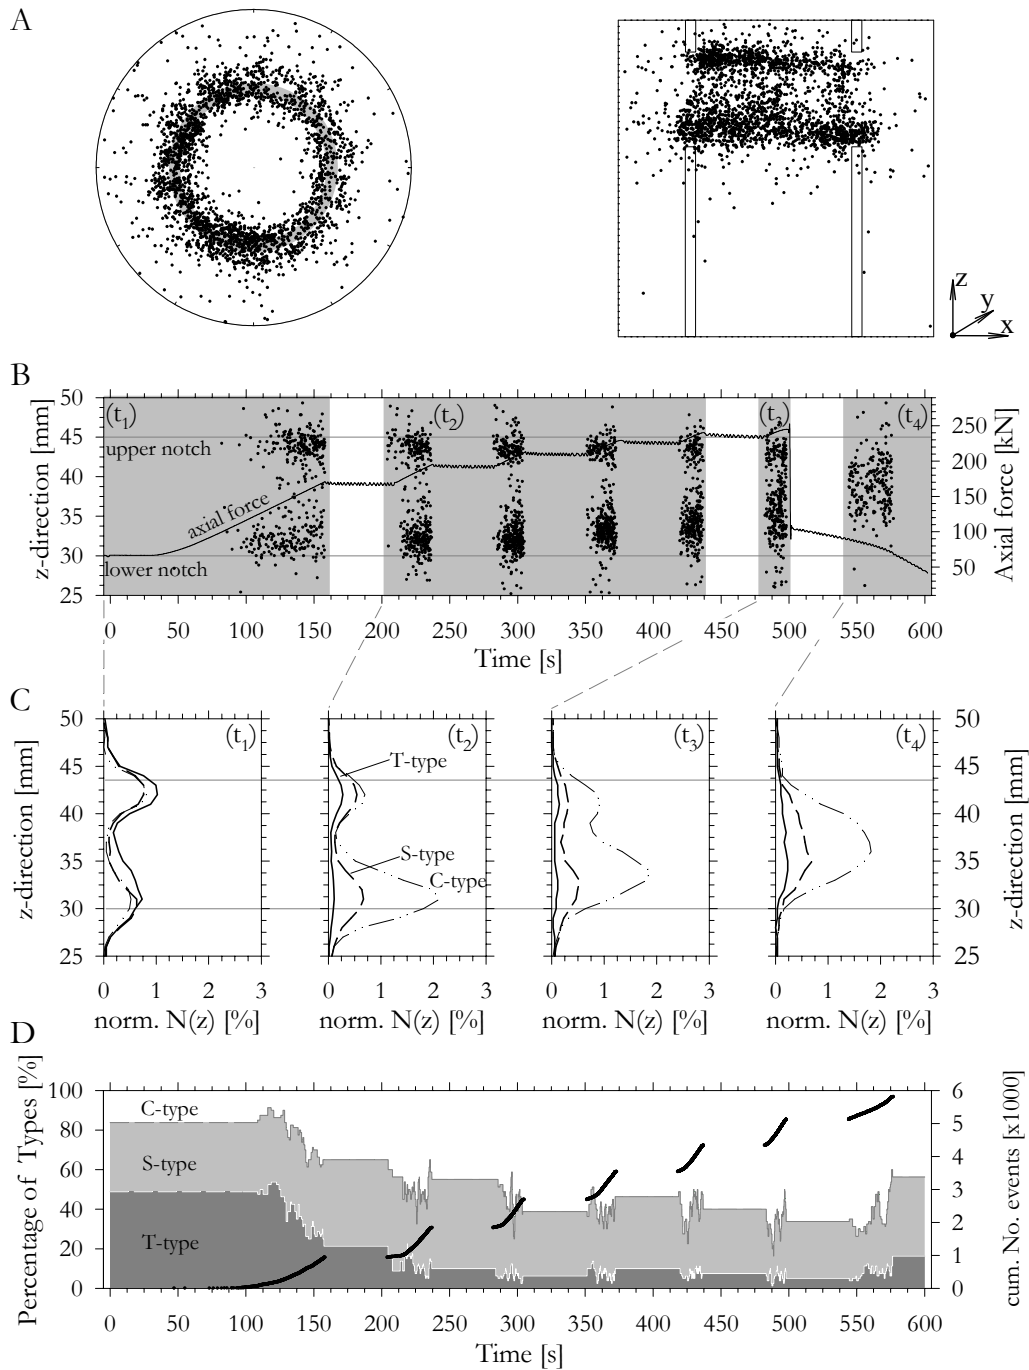 A
z
y
x
B
z-direction [mm]
50
45
40
35
30
25
(t1)
(t2)
(t3)
(t4)
upper notch
axial force
lower notch
250
200
150
100
50
Axial force [kN]
0 50 100 150 200 250 300 350 400 450 500 550 600
Time [s]
C
z-direction [mm]
50
45
40
35
30
25
(t1)
(t2)
(t3)
(t4)
T-type
S-type
C-type
50
45
40
35
30
25
z-direction [mm]
0 1 2 3
0 1 2 3
0 1 2 3
0 1 2 3
norm. N(z) [%]
norm. N(z) [%]
norm. N(z) [%]
norm. N(z) [%]
D
Percentage of Types [%]
100
80
60
40
20
0
C-type
S-type
T-type
6
5
4
3
2
1
0
cum. No. events [x1000]
0 50 100 150 200 250 300 350 400 450 500 550 600
Time [s]